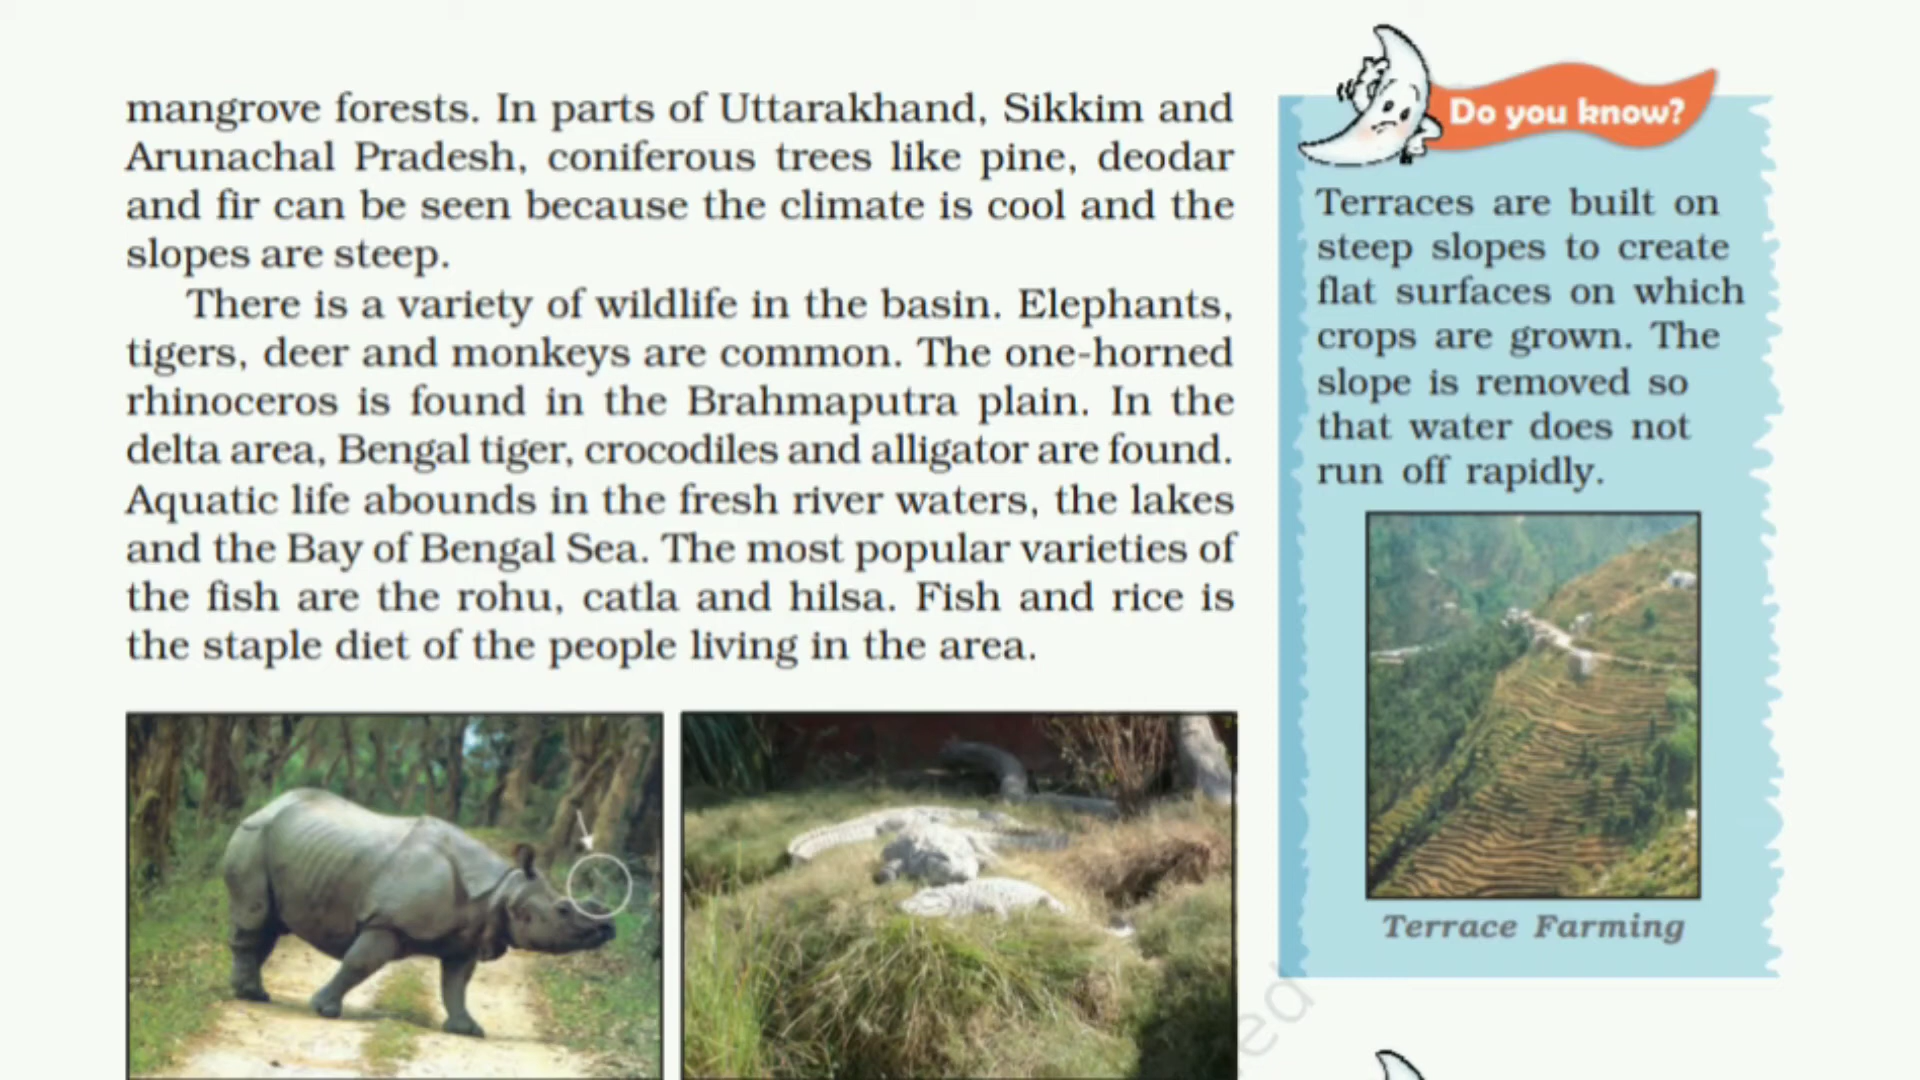 mangrove forests. In parts of Uttarakhand, Sikkim and
Arunachal Pradesh, coniferous trees like pine, deodar
and fir can be seen because the climate is cool and the
slopes are steep.
There is a variety of wildlife in the basin. Elephants,
tigers, deer and monkeys are common. The one-horned
rhinoceros is found in the Brahmaputra plain. In the
delta area, Bengal tiger, crocodiles and alligator are found.
Aquatic life abounds in the fresh river waters, the lakes
and the Bay of Bengal Sea. The most popular varieties of
the fish are the rohu, catla and hilsa. Fish and rice is
the staple diet of the people living in the area.
Do you know?
Terraces are built on
steep slopes to create
flat surfaces on which
crops are grown. The
slope is removed so
that water does not
run off rapidly.
Terrace Farming